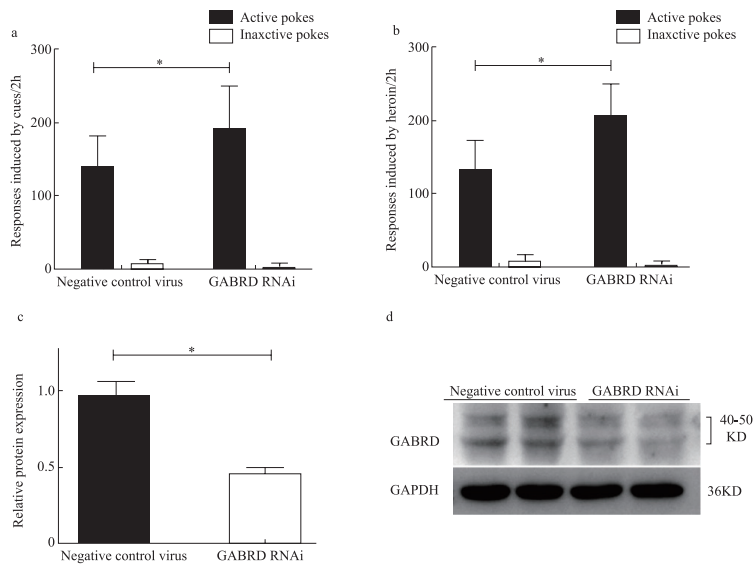 a
Active pokes
Inaxctive pokes
Responses induced by cues/2h
300
200
100
0
*
Negative control virus
GABRD RNAi
b
Active pokes
Inaxctive pokes
Responses induced by heroin/2h
300
200
100
0
*
Negative control virus
GABRD RNAi
c
Relative protein expression
1.0
0.5
0
*
Negative control virus
GABRD RNAi
d
Negative control virus
GABRD RNAi
GABRD
40-50
KD
GAPDH
36KD